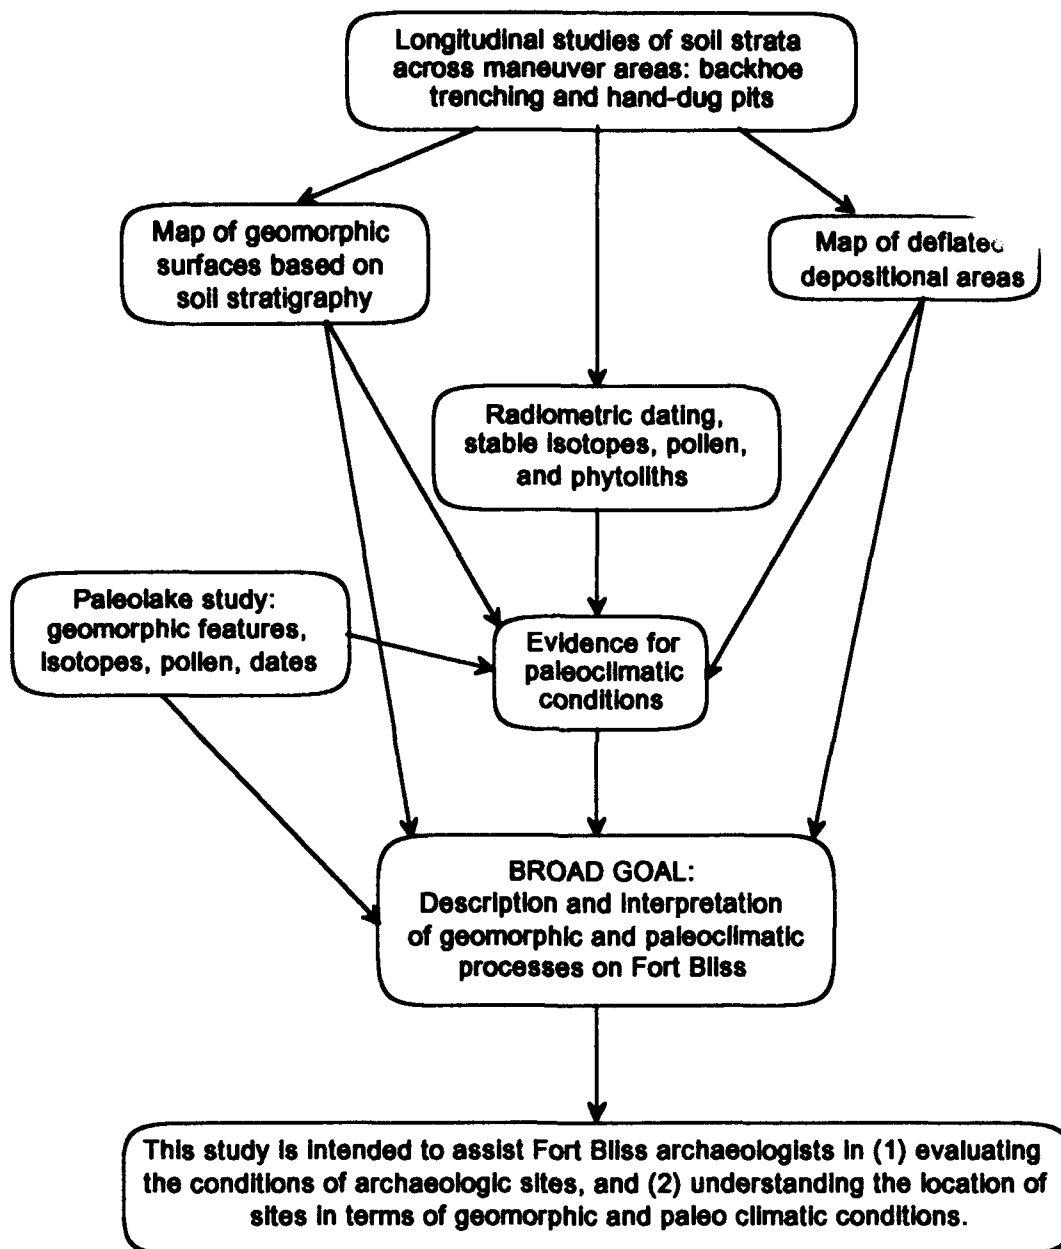 Longitudinal studies of soil strata
across maneuver areas: backhoe
trenching and hand-dug pits
Map of geomorphic
surfaces based on
soil stratigraphy
Map of
depositional areas
Radiometric dating,
stable isotopes, pollen,
and phytoliths
Paleolake study:
geomorphic features,
isotopes, pollen, dates
Evidence for
paleoclimatic
conditions
BROAD GOAL:
Description and interpretation
of geomorphic and paleoclimatic
processes on Fort Bliss
This study is intended to assist Fort Bliss archaeologists in (1) evaluating
the conditions of archaeologic sites, and (2) understanding the location of
sites in terms of geomorphic and paleo climatic conditions.